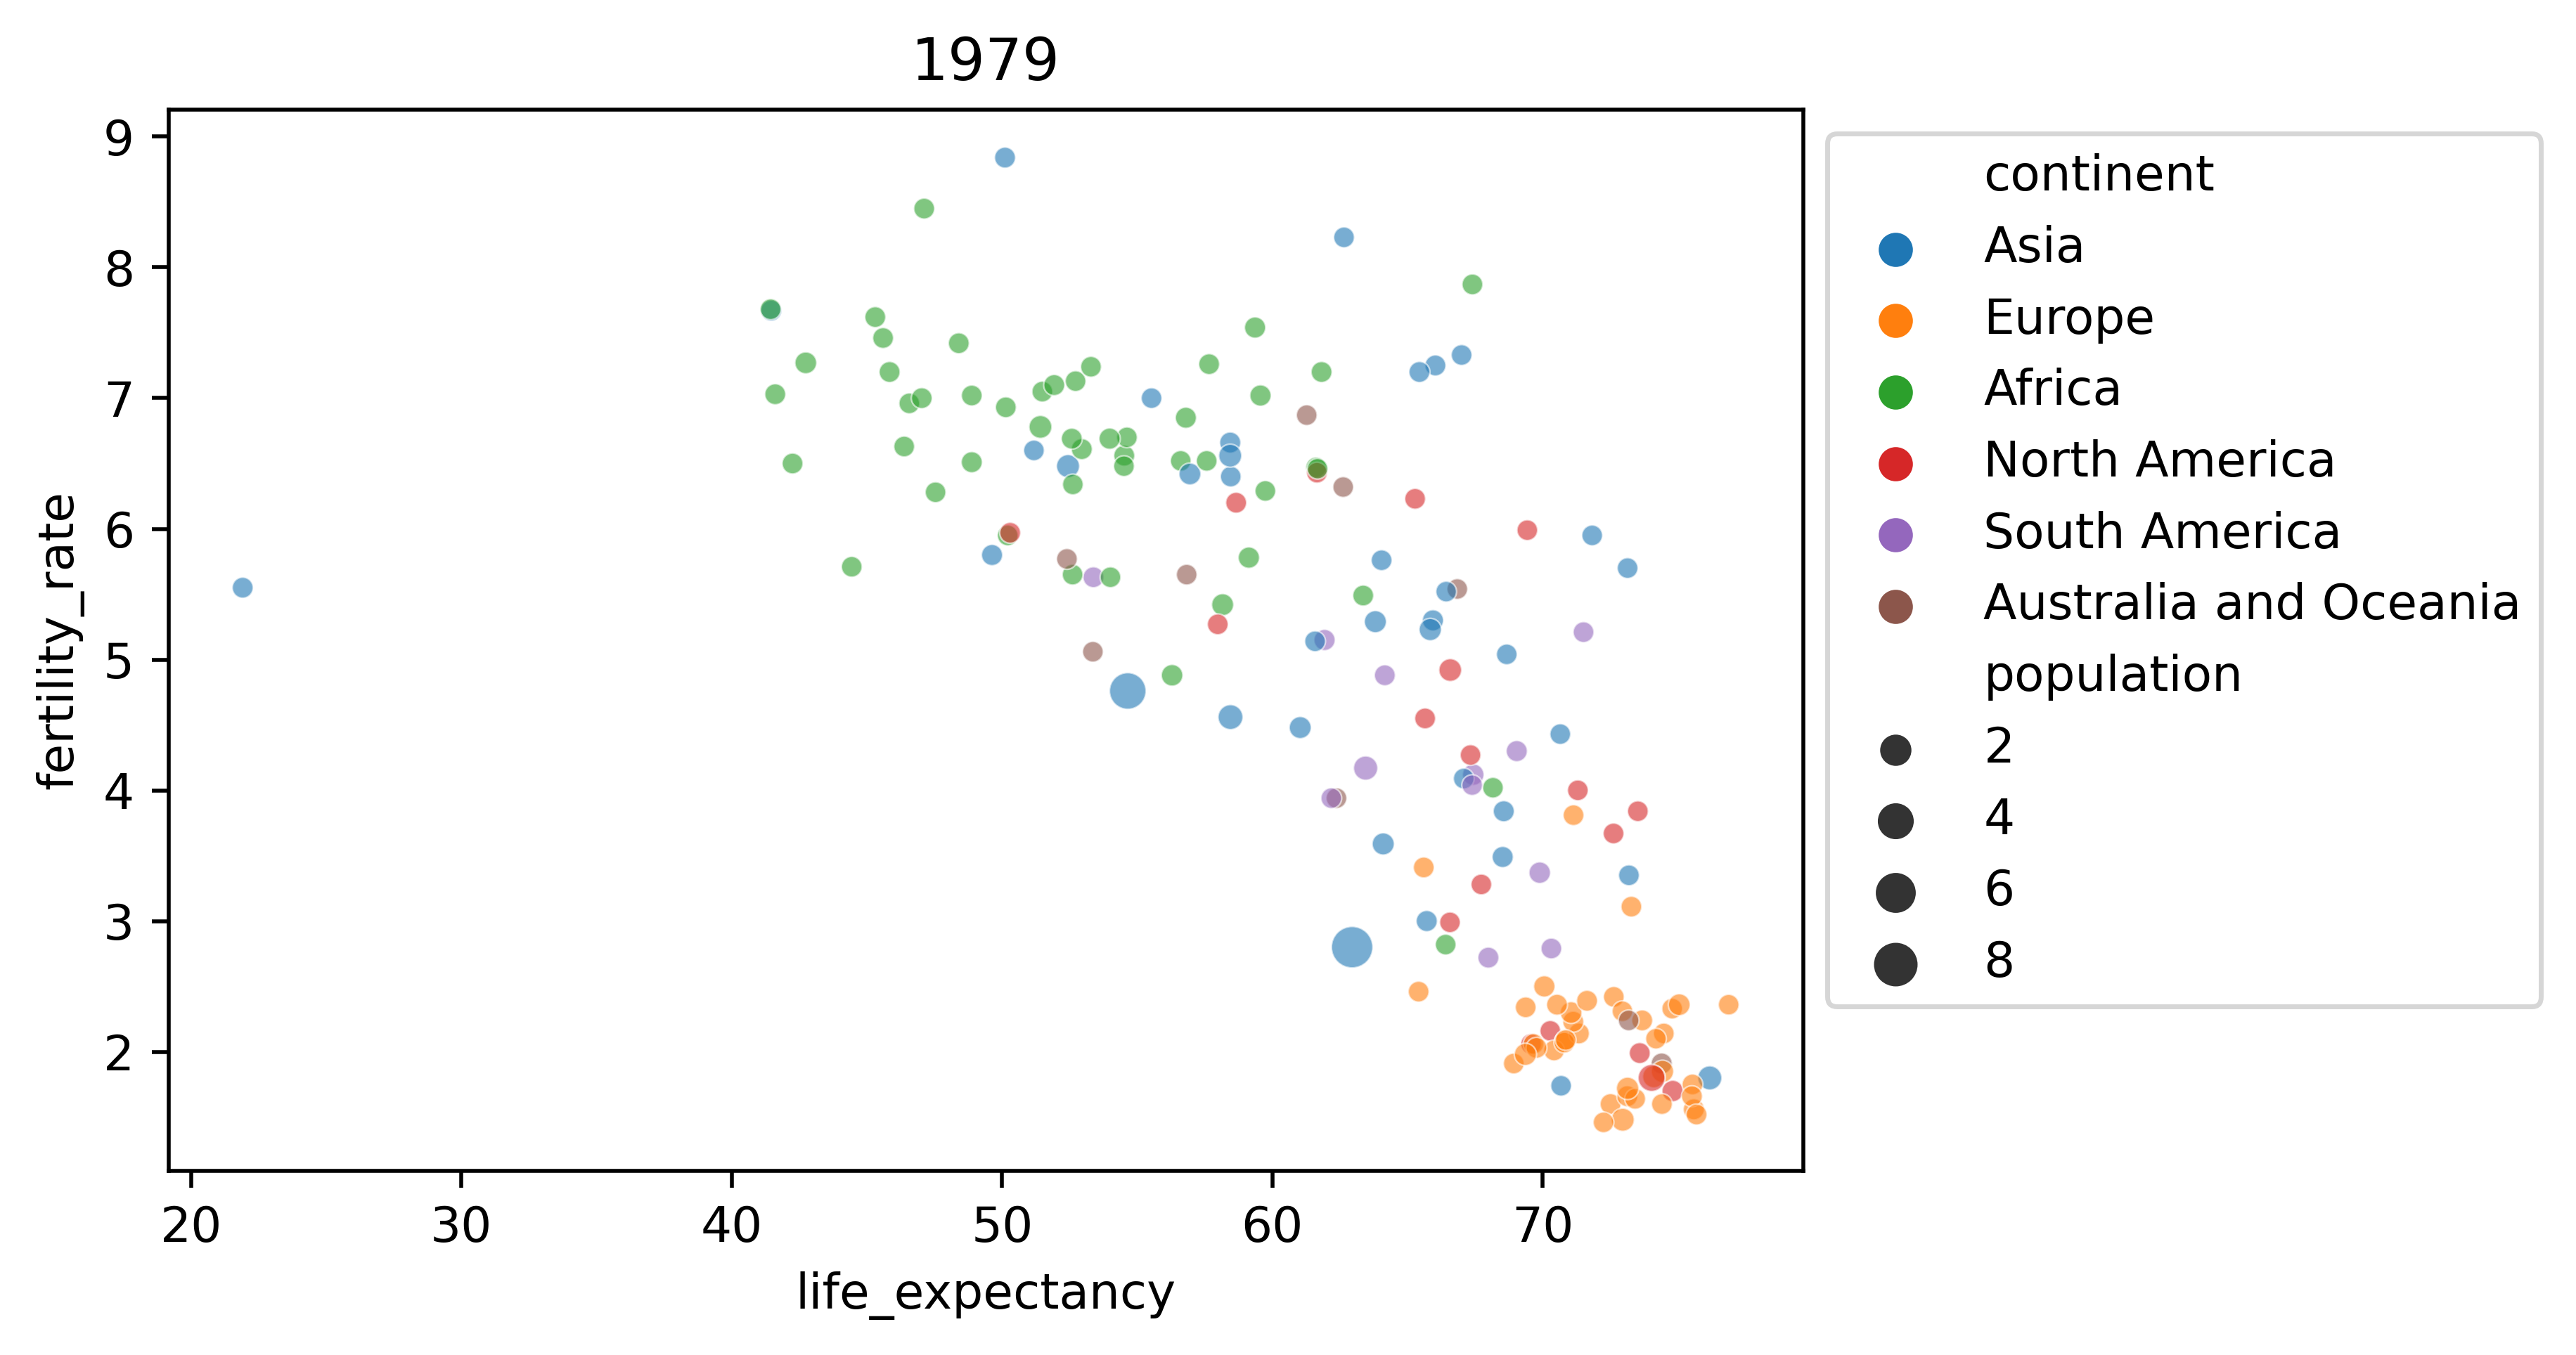 1979
9
8
7
6
5
4
3
2
fertility_rate
20 30 40 50 60 70
life_expectancy
continent
Asia
Europe
Africa
North America
South America
Australia and Oceania
population
2
4
6
8